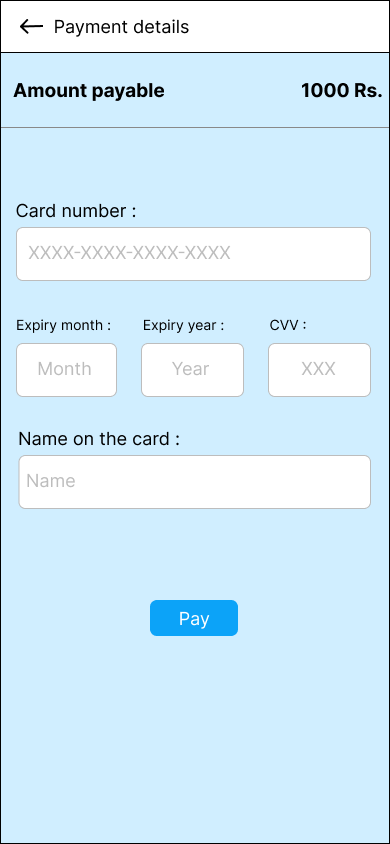 Payment details
Amount payable 1000 Rs.
Card number :
XXXX-XXXX-XXXX-XXXX
Expiry month : Expiry year : CVV :
Month Year XXX
Name on the card :
Name
Pay